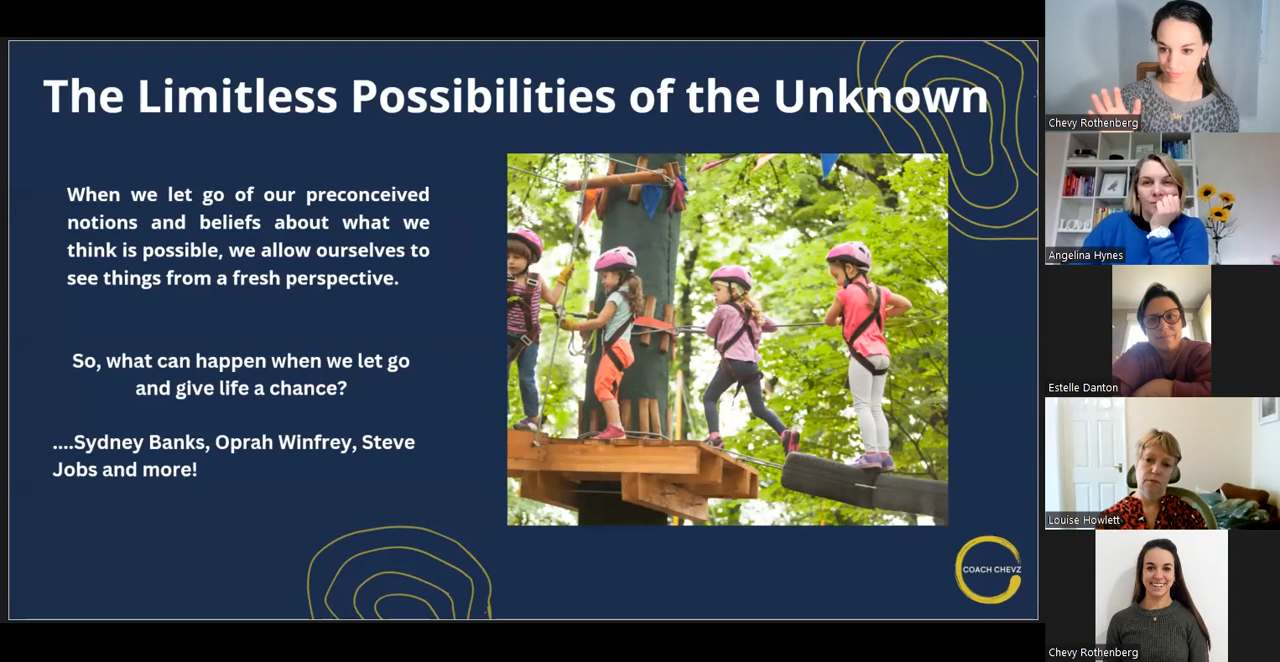 The Limitless Possibilities of the Unknown
When we let go of our preconceived
notions and beliefs about what we
think is possible, we allow ourselves to
see things from a fresh perspective.
So, what can happen when we let go
and give life a chance?
....Sydney Banks, Oprah Winfrey, Steve
Jobs and more!
COACH CHEVZ
Chevy Rothenberg
LOVE
Angelina Hynes
Estelle Danton
Louise Howlett
Chevy Rothenberg